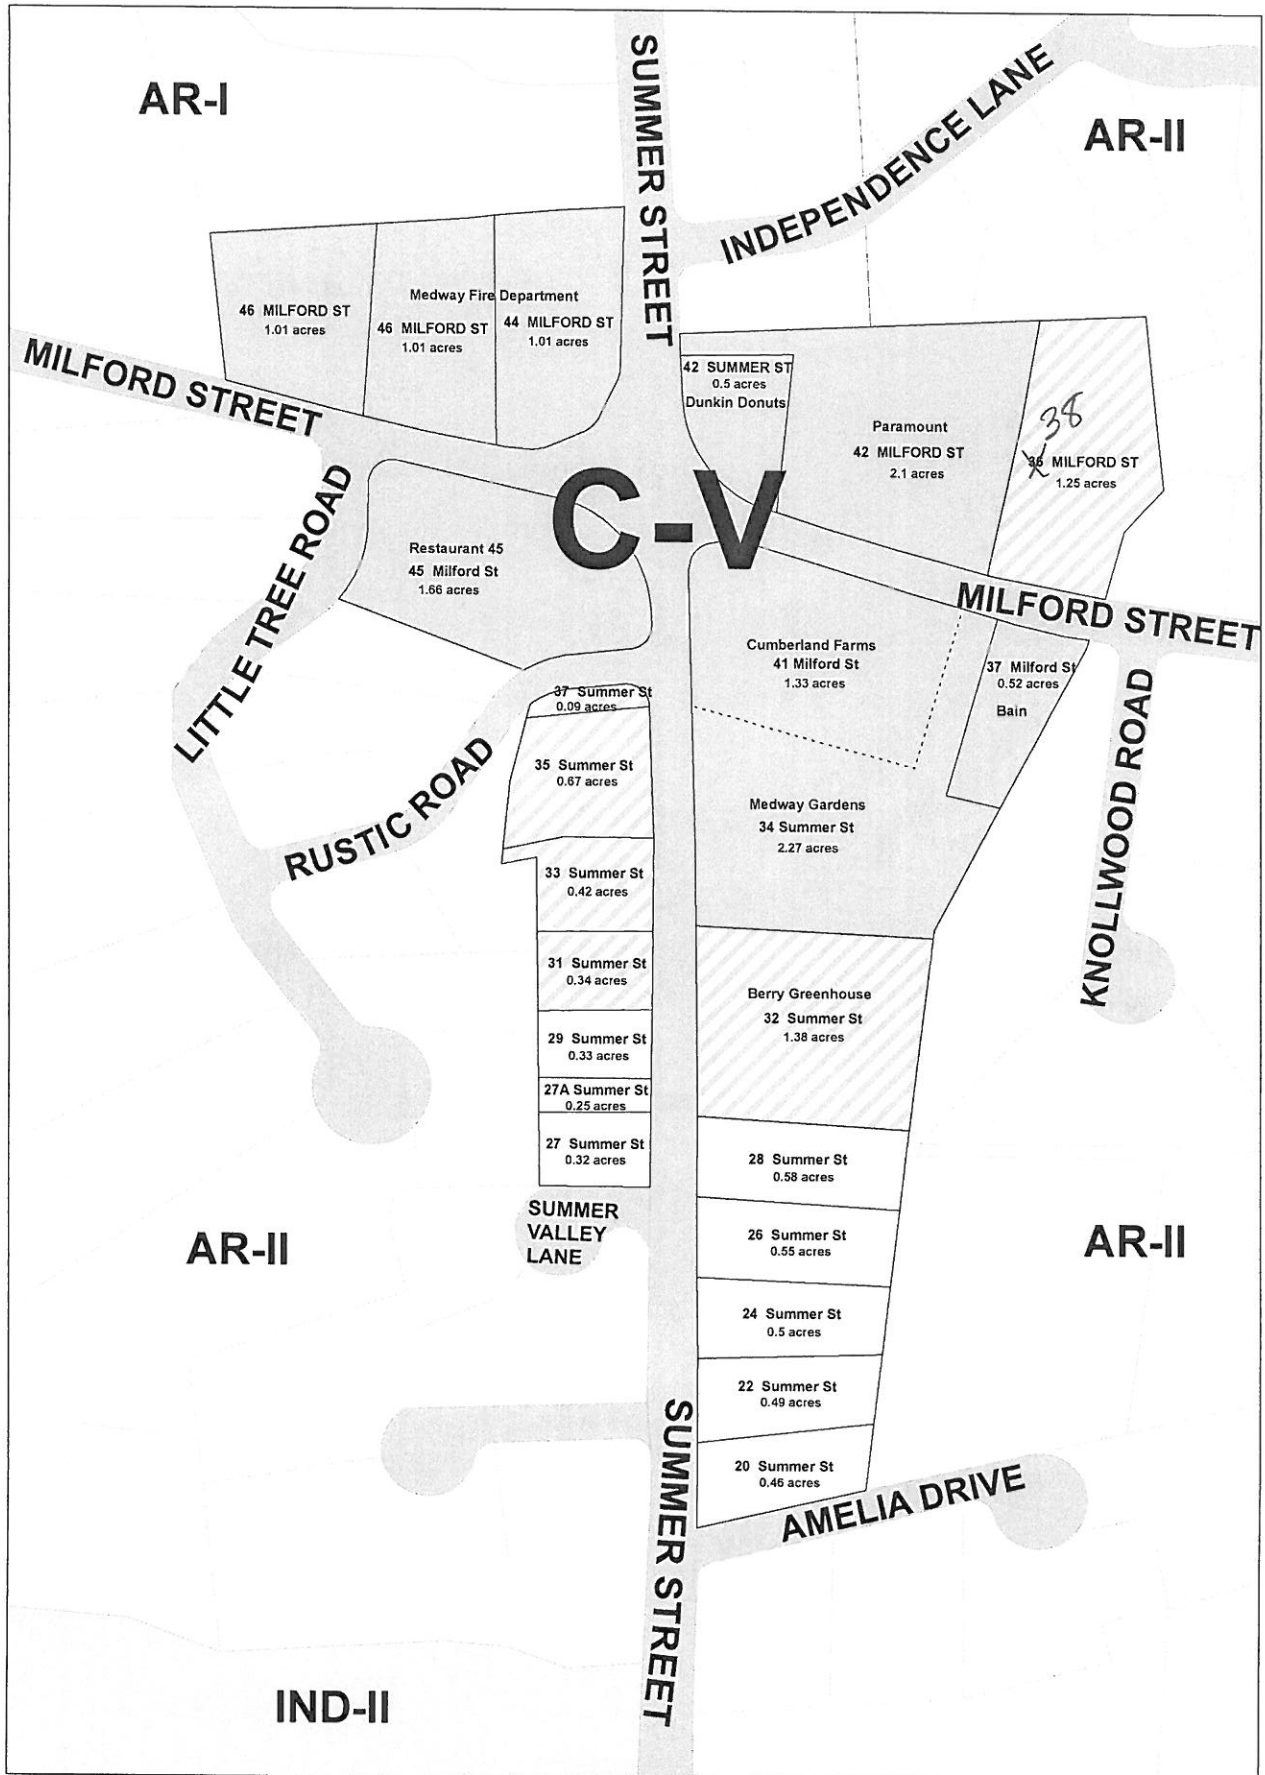 AR-I
SUMMER STREET
INDEPENDENCE LANE
AR-II
46 MILFORD ST
1.01 acres
Medway Fire Department
46 MILFORD ST
1.01 acres
44 MILFORD ST
1.01 acres
MILFORD STREET
42 SUMMER ST
0.5 acres
Dunkin Donuts
Paramount
42 MILFORD ST
2.1 acres
38
36 MILFORD ST
1.25 acres
C-V
LITTLE TREE ROAD
Restaurant 45
45 Milford St
1.66 acres
MILFORD STREET
Cumberland Farms
41 Milford St
1.33 acres
37 Milford St
0.52 acres
Bain
37 Summer St
0.09 acres
35 Summer St
0.67 acres
RUSTIC ROAD
Medway Gardens
34 Summer St
2.27 acres
KNOLLWOOD ROAD
33 Summer St
0.42 acres
31 Summer St
0.34 acres
Berry Greenhouse
32 Summer St
1.38 acres
29 Summer St
0.33 acres
27A Summer St
0.25 acres
27 Summer St
0.32 acres
28 Summer St
0.58 acres
SUMMER
VALLEY
LANE
26 Summer St
0.55 acres
AR-II
AR-II
24 Summer St
0.5 acres
22 Summer St
0.49 acres
20 Summer St
0.46 acres
SUMMER STREET
AMELIA DRIVE
IND-II